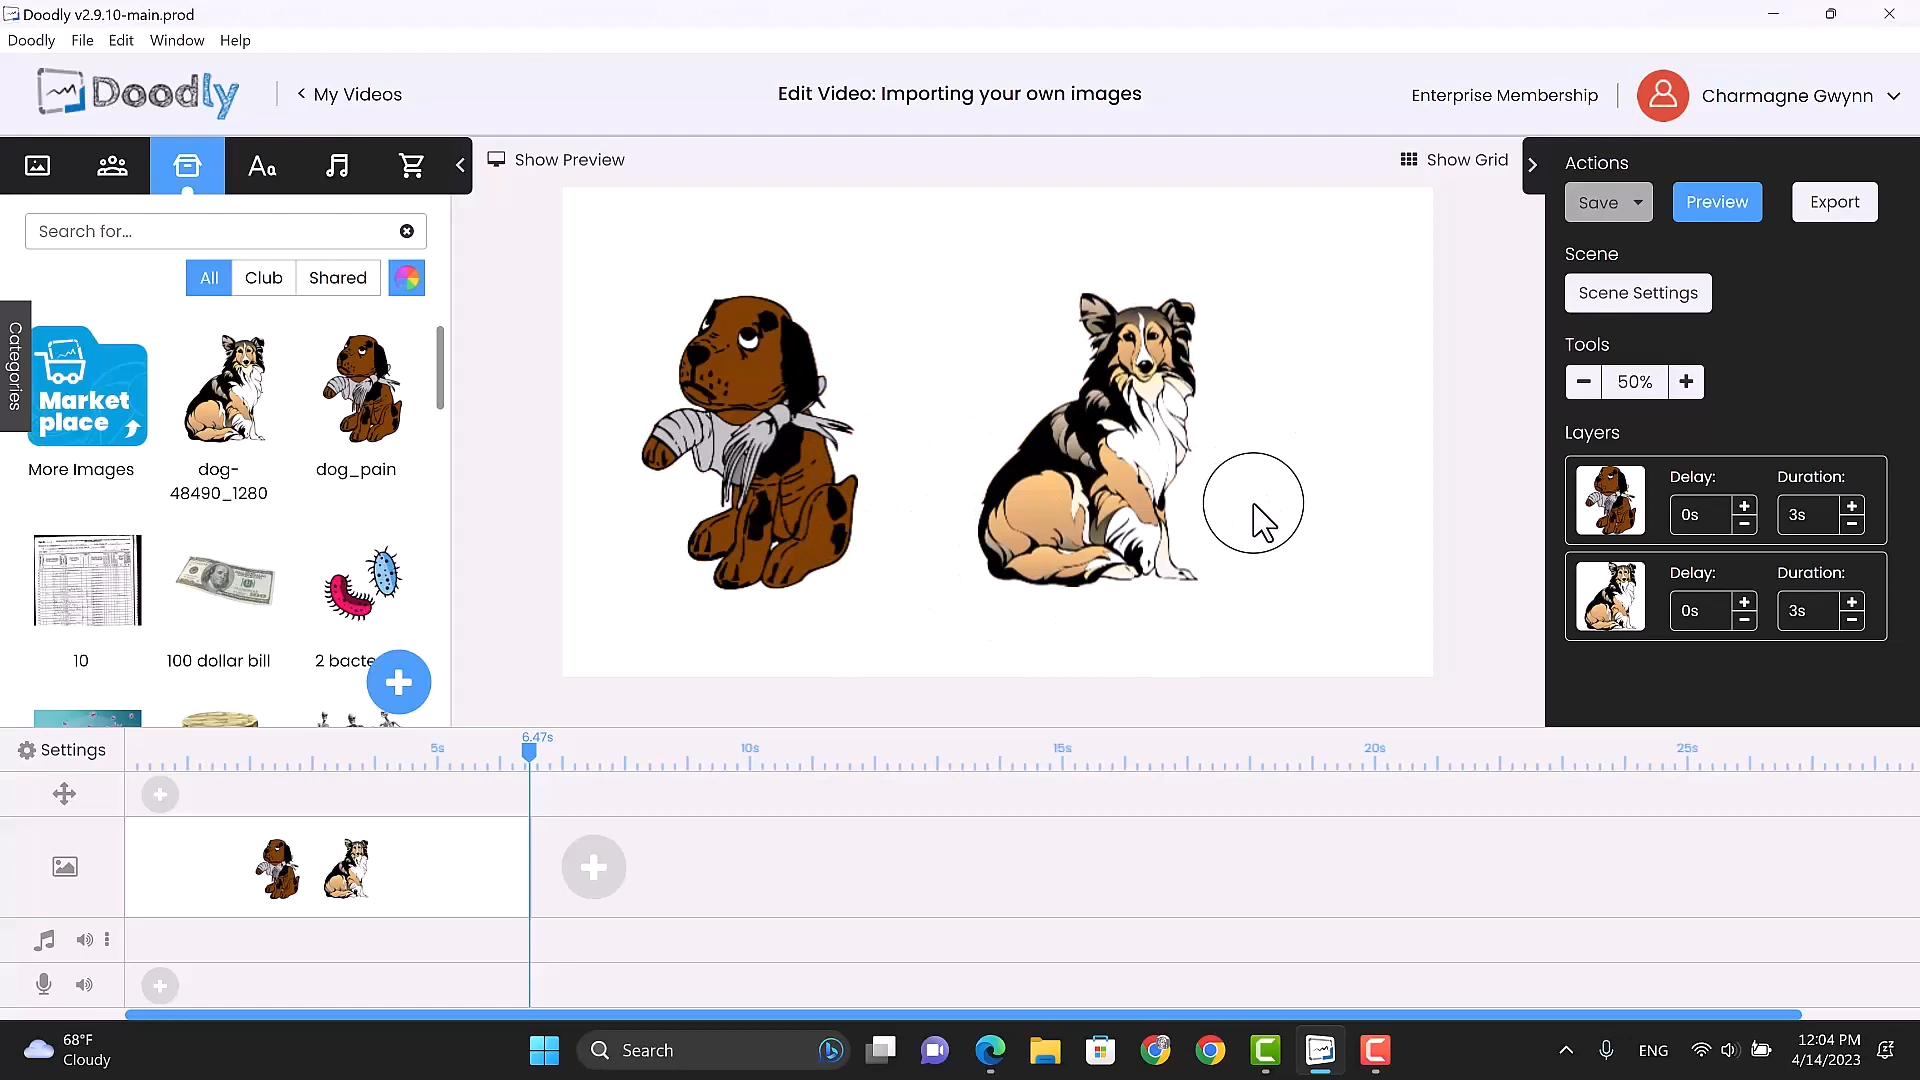 Doodly v2.9.10-main.prod
Doodly File Edit Window Help
Doodly
< My Videos
Edit Video: Importing your own images
Enterprise Membership
Charmagne Gwynn
Aa
Show Preview
Show Grid
Search for...
All Club Shared
Categories
Market
place
More Images
dog-
48490_1280
dog_pain
10
100 dollar bill
2 bacte
Actions
Save
Preview
Export
Scene
Scene Settings
Tools
50%
Layers
Delay: Duration:
0s 3s
Delay: Duration:
0s 3s
Settings
5s 6.47s 10s 15s 20s 25s
68°F
Cloudy
Search
ENG
12:04 PM
4/14/2023